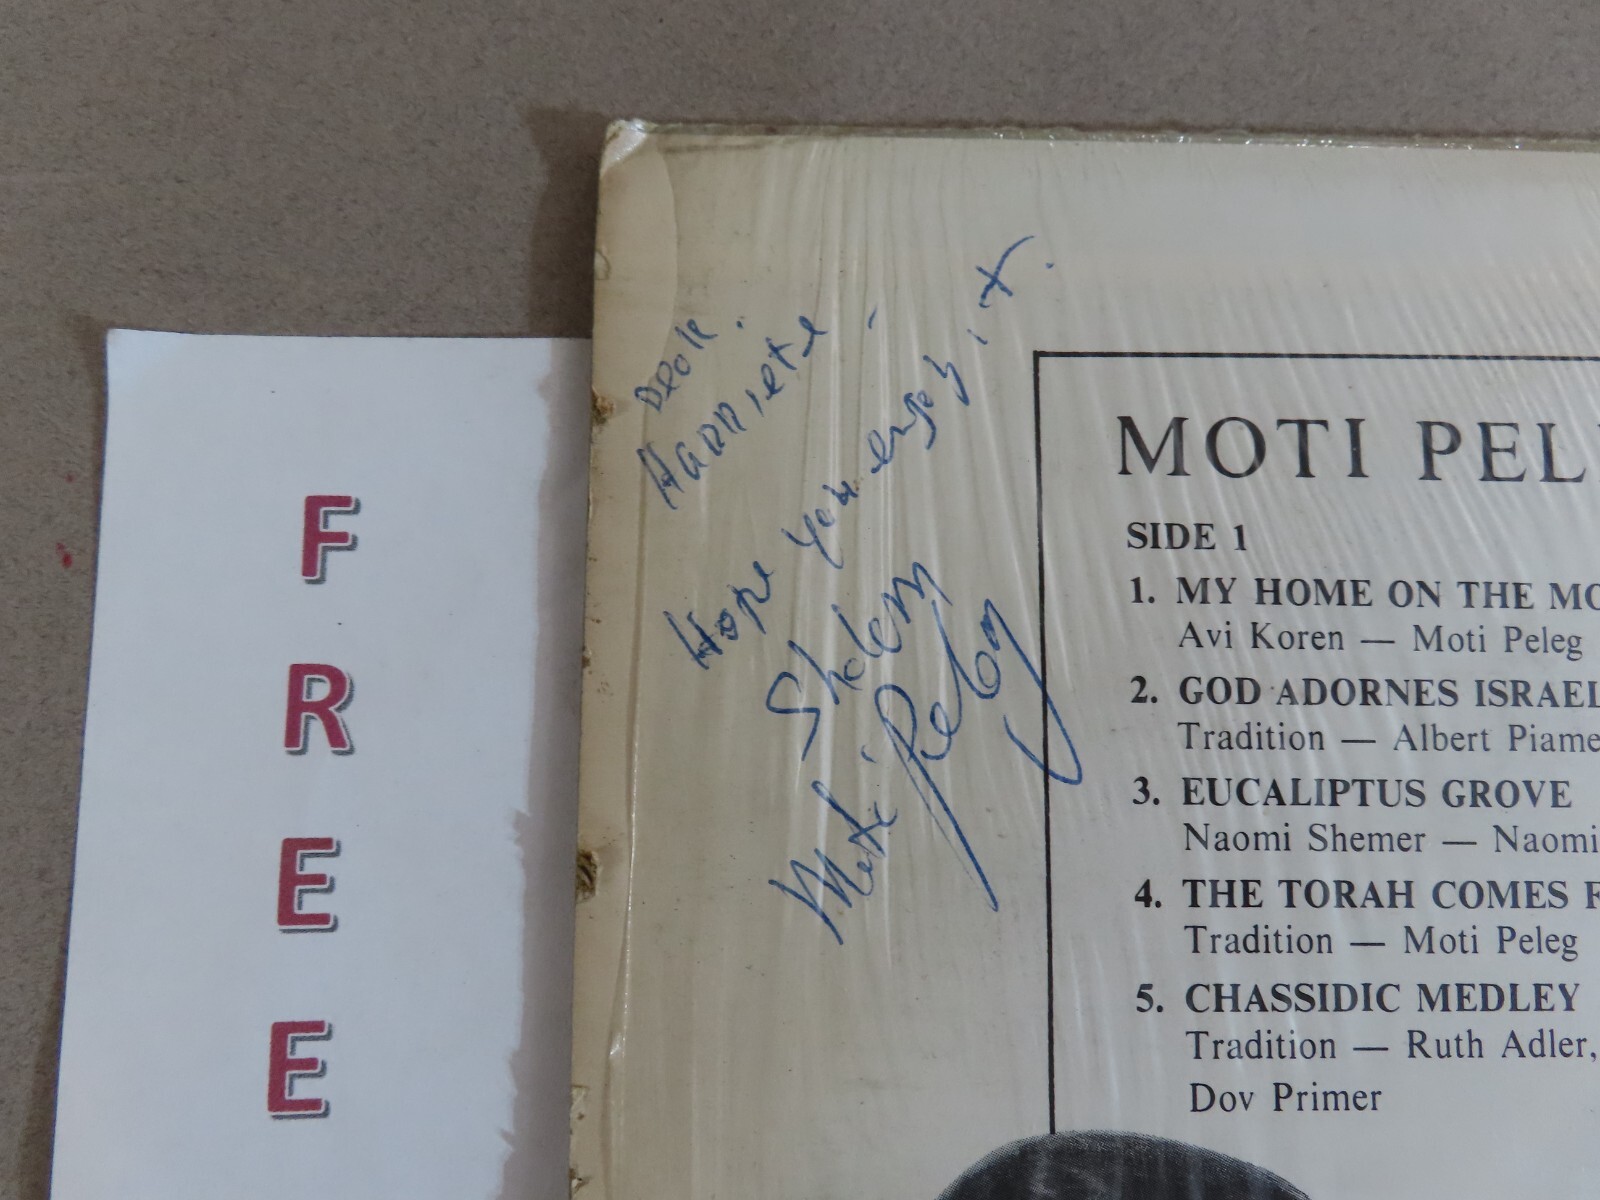 F
R
E
E
Dear
Harriete
Hope you enjoy it.
Shalom
Moti Peleg
MOTI PEL
SIDE 1
1. MY HOME ON THE MO
Avi Koren — Moti Peleg
2. GOD ADORNES ISRAEL
Tradition — Albert Piame
3. EUCALIPTUS GROVE
Naomi Shemer — Naomi
4. THE TORAH COMES F
Tradition — Moti Peleg
5. CHASSIDIC MEDLEY
Tradition — Ruth Adler,
Dov Primer